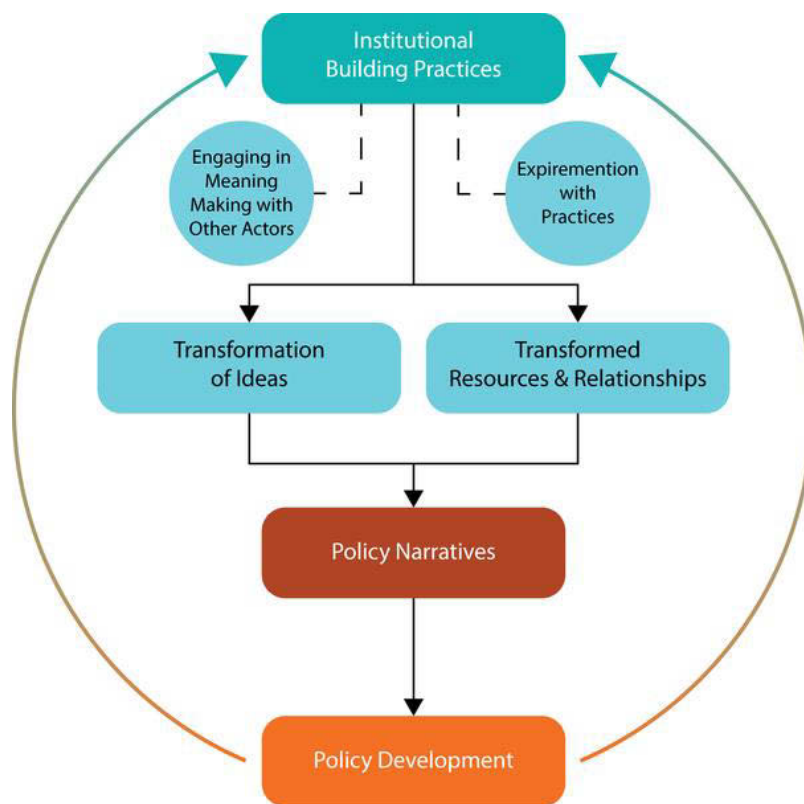 Institutional
Building Practices
Engaging in
Meaning
Making with
Other Actors
Expiremention
with
Practices
Transformation
of Ideas
Transformed
Resources & Relationships
Policy Narratives
Policy Development